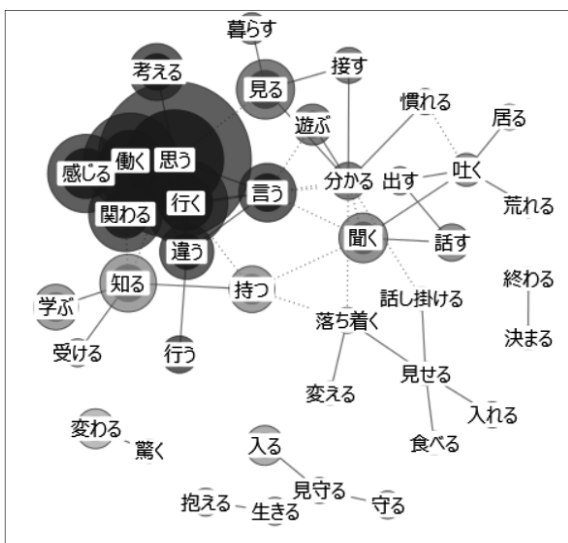 暮らす
考える
見る
接す
慣れる
遊ぶ
居る
思う
働く
感じる
分かる
出す
吐く
行く
言う
関わる
荒れる
聞く
話す
違う
知る
持つ
終わる
話し掛ける
学ぶ
落ち着く
決まる
受ける
行う
見せる
変える
入れる
変わる
食べる
驚く
入る
見守る
抱える
生きる
守る